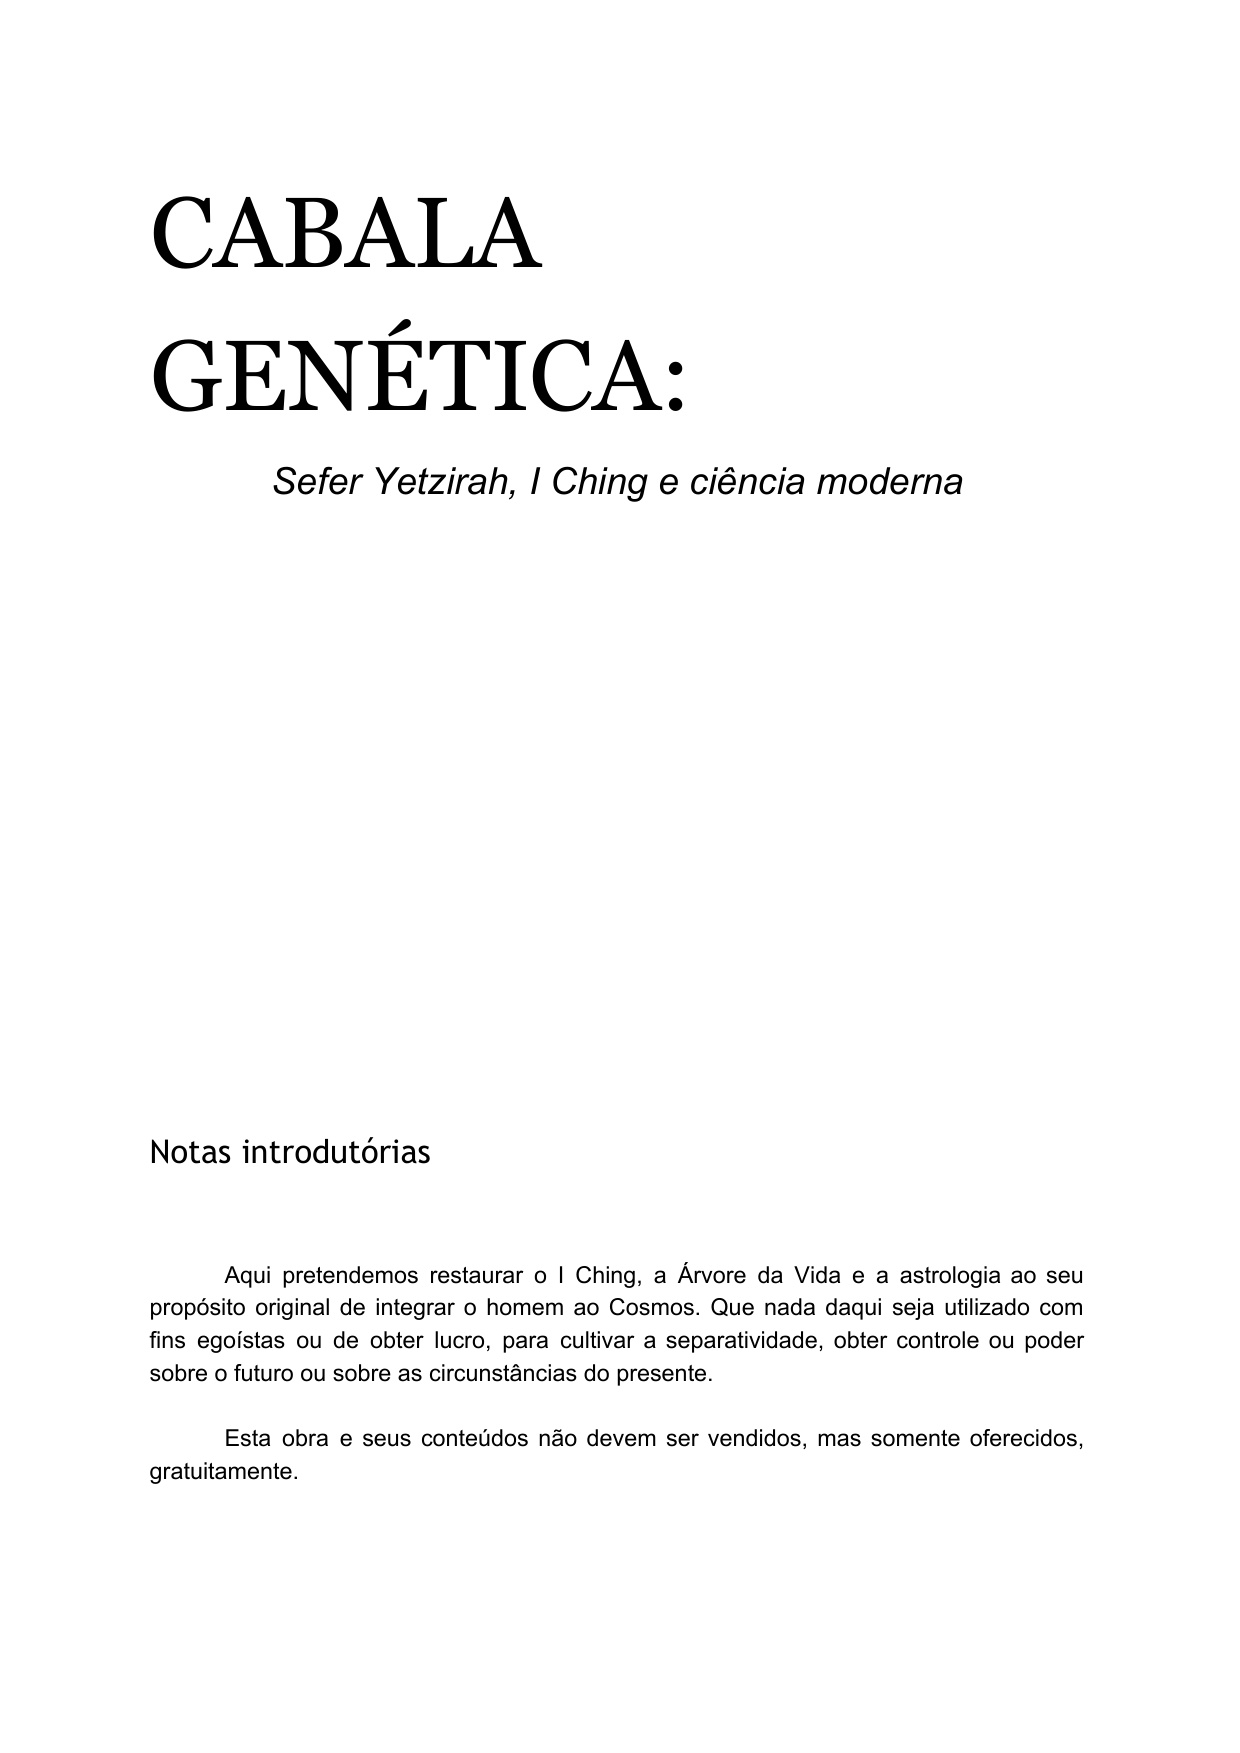 CABALA
GENÉTICA:
Sefer Yetzirah, I Ching e ciência moderna
Notas introdutórias
Aqui pretendemos restaurar o I Ching, a Árvore da Vida e a astrologia ao seu
propósito original de integrar o homem ao Cosmos. Que nada daqui seja utilizado com
fins egoístas ou de obter lucro, para cultivar a separatividade, obter controle ou poder
sobre o futuro ou sobre as circunstâncias do presente.
Esta obra e seus conteúdos não devem ser vendidos, mas somente oferecidos,
gratuitamente.